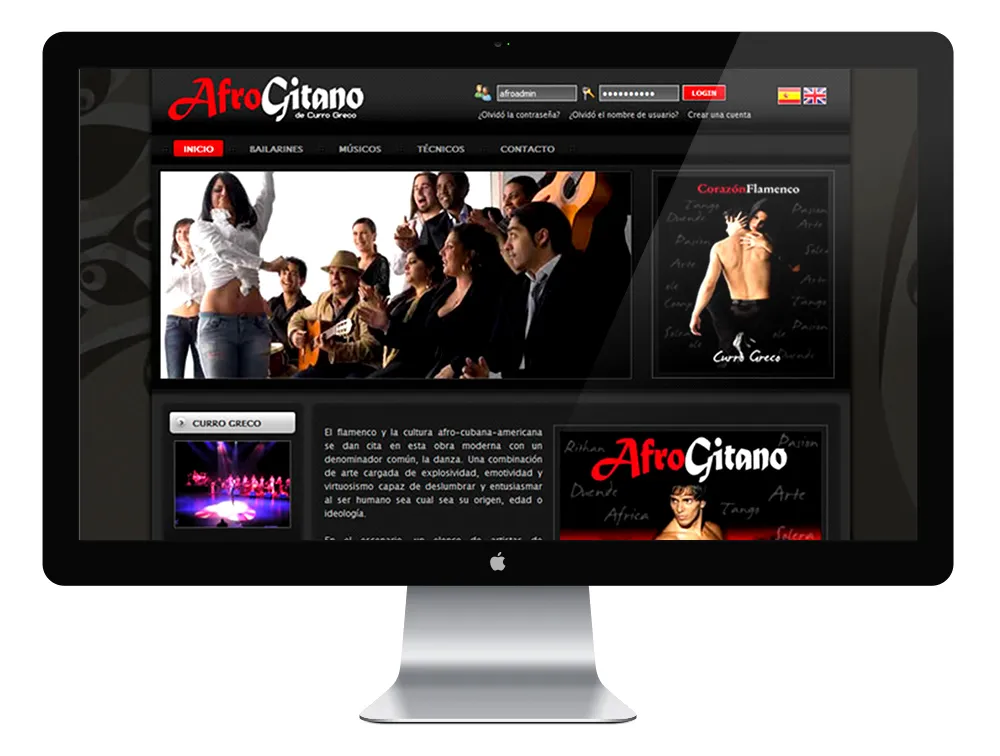 AfroGitano
de Curro Greco
afroadmin
LOGIN
¿Olvidó la contraseña? ¿Olvidó el nombre de usuario? Crear una cuenta
INICIO BAILARINES MÚSICOS TÉCNICOS CONTACTO
CorazónFlamenco
Tango
Duende
Pasion
Arte
Pasion
Solera
Arte
Arte
ole
Tango
Solera
ole
Pasion
ole
Duende
Curro Greco
CURRO GRECO
El flamenco y la cultura afro-cubana-americana
se dan cita en esta obra moderna con un
denominador común, la danza. Una combinación
de arte cargada de explosividad, emotividad y
virtuosismo capaz de deslumbrar y entusiasmar
al ser humano sea cual sea su origen, edad o
ideología.
En el escenario, un elenco de artistas de
Pasion
AfroGitano
Duende
Arte
Africa
Tango
Solera